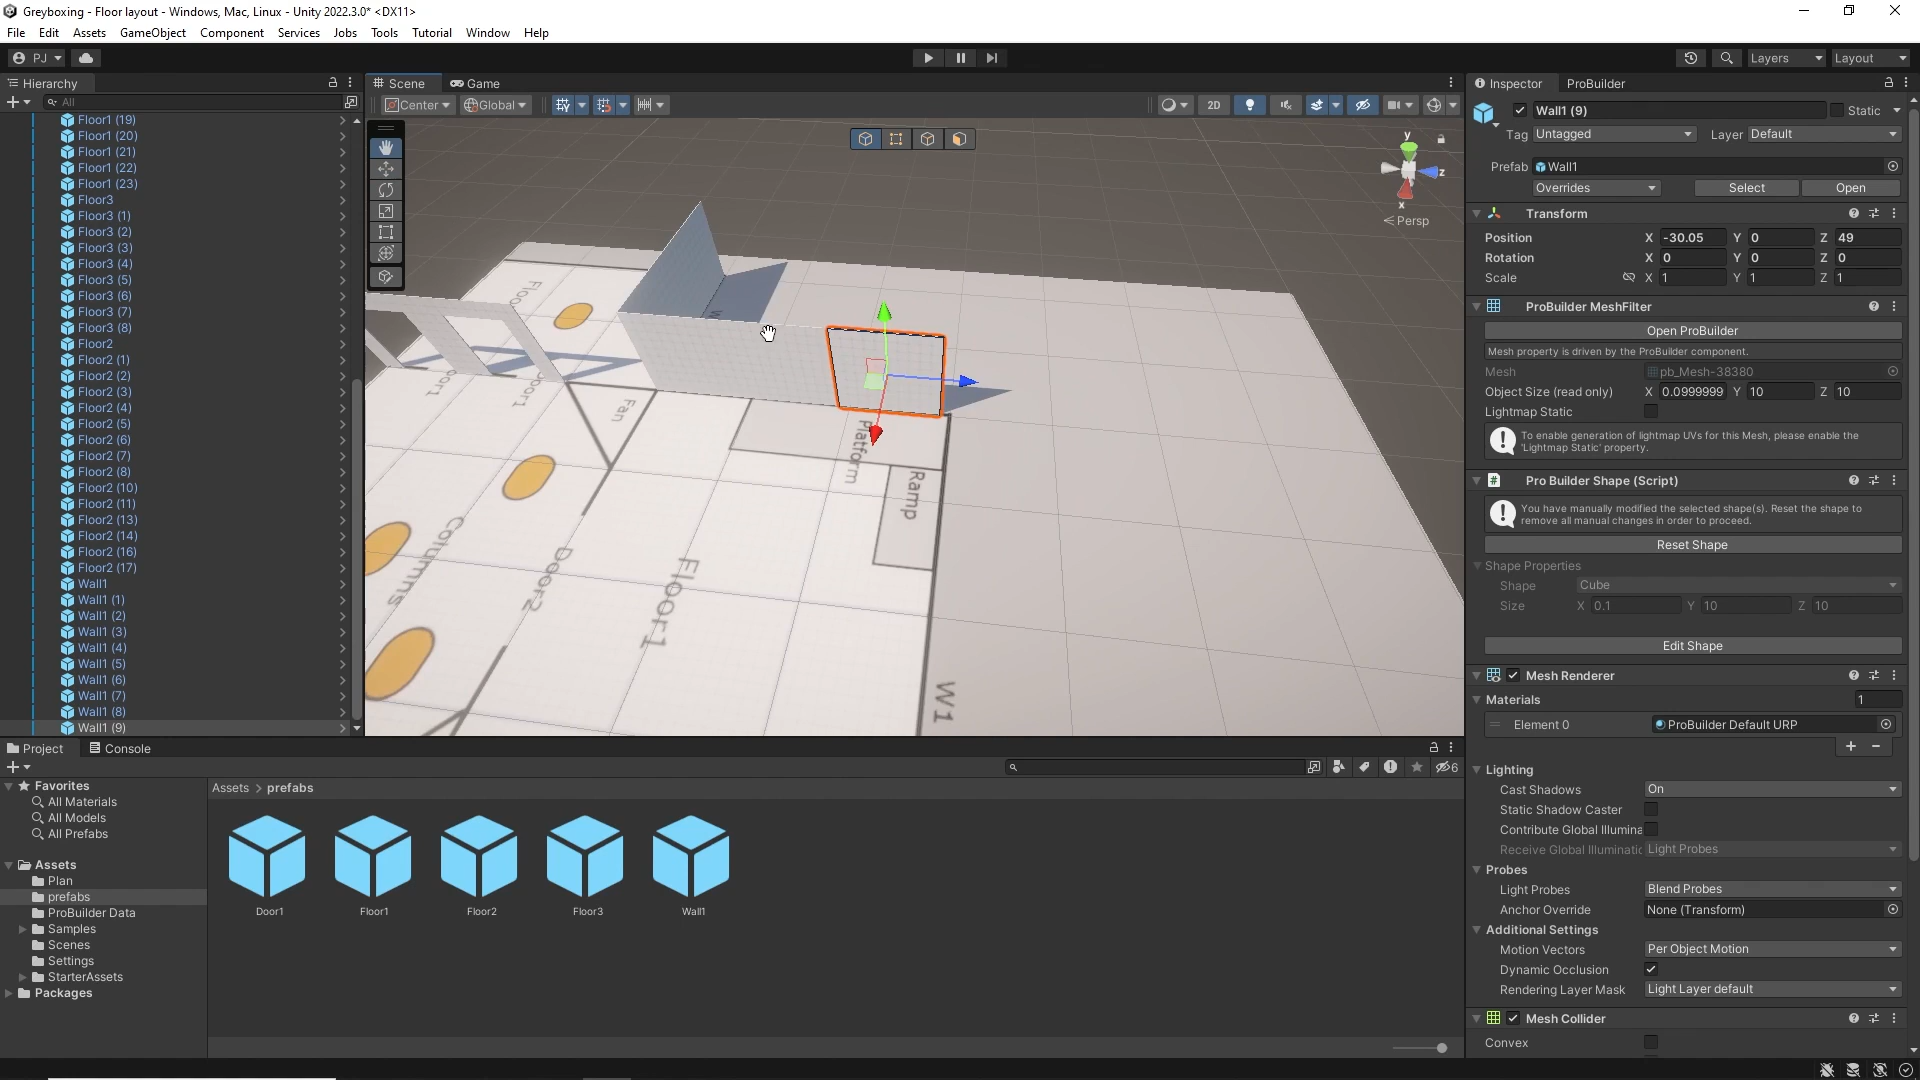 Greyboxing - Floor layout - Windows, Mac, Linux - Unity 2022.3.0* <DX11>
File Edit Assets GameObject Component Services Jobs Tools Tutorial Window Help
PJ
Layers
Layout
Hierarchy
All
Floor1 (19)
Floor1 (20)
Floor1 (21)
Floor1 (22)
Floor1 (23)
Floor3
Floor3 (1)
Floor3 (2)
Floor3 (3)
Floor3 (4)
Floor3 (5)
Floor3 (6)
Floor3 (7)
Floor3 (8)
Floor2
Floor2 (1)
Floor2 (2)
Floor2 (3)
Floor2 (4)
Floor2 (5)
Floor2 (6)
Floor2 (7)
Floor2 (8)
Floor2 (10)
Floor2 (11)
Floor2 (13)
Floor2 (14)
Floor2 (16)
Floor2 (17)
Wall1
Wall1 (1)
Wall1 (2)
Wall1 (3)
Wall1 (4)
Wall1 (5)
Wall1 (6)
Wall1 (7)
Wall1 (8)
Wall1 (9)
Scene Game
Center Global
2D
y
z
x
Persp
Fan
Platform
Ramp
Columns
Door2
Floor1
W1
Inspector ProBuilder
Wall1 (9) Static
Tag Untagged Layer Default
Prefab Wall1
Overrides Select Open
Transform
Position X -30.05 Y 0 Z 49
Rotation X 0 Y 0 Z 0
Scale X 1 Y 1 Z 1
ProBuilder MeshFilter
Open ProBuilder
Mesh property is driven by the ProBuilder component.
Mesh pb_Mesh-38380
Object Size (read only) X 0.0999999 Y 10 Z 10
Lightmap Static
To enable generation of lightmap UVs for this Mesh, please enable the
'Lightmap Static' property.
Pro Builder Shape (Script)
You have manually modified the selected shape(s). Reset the shape to
remove all manual changes in order to proceed.
Reset Shape
Shape Properties
Shape Cube
Size X 0.1 Y 10 Z 10
Edit Shape
Mesh Renderer
Materials 1
Element 0 ProBuilder Default URP
Lighting
Cast Shadows On
Static Shadow Caster
Contribute Global Illumina
Receive Global Illuminatic Light Probes
Probes
Light Probes Blend Probes
Anchor Override None (Transform)
Additional Settings
Motion Vectors Per Object Motion
Dynamic Occlusion
Rendering Layer Mask Light Layer default
Mesh Collider
Convex
Project Console
6
Favorites
All Materials
All Models
All Prefabs
Assets
Plan
prefabs
ProBuilder Data
Samples
Scenes
Settings
StarterAssets
Packages
Assets > prefabs
Door1 Floor1 Floor2 Floor3 Wall1